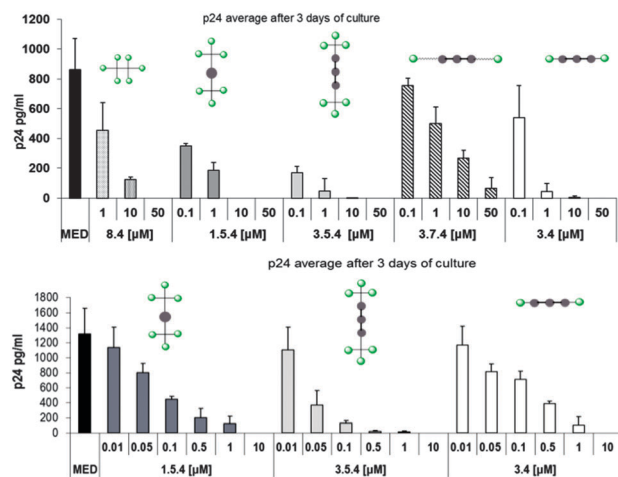 p24 average after 3 days of culture
1200
1000
800
600
400
200
0
p24 pg/ml
1 10 50 0.1 1 10 50 0.1 1 10 50 0.1 1 10 50 0.1 1 10 50
MED 8.4 [µM] 1.5.4 [µM] 3.5.4 [µM] 3.7.4 [µM] 3.4 [µM]
p24 average after 3 days of culture
1800
1600
1400
1200
1000
800
600
400
200
0
p24 pg/ml
0.01 0.05 0.1 0.5 1 10 0.01 0.05 0.1 0.5 1 10 0.01 0.05 0.1 0.5 1 10
MED 1.5.4 [µM] 3.5.4 [µM] 3.4 [µM]